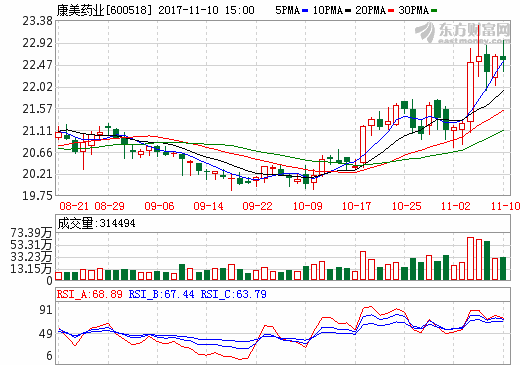 康美药业[600518] 2017-11-10 15:00 5PMA 10PMA 20PMA 30PMA
东方财富网
eastmoney.com
23.38
22.92
22.47
22.02
21.57
21.11
20.66
20.21
19.75
08-21 08-29 09-06 09-14 09-22 10-09 10-17 10-25 11-02 11-10
成交量:314494
73.39万
53.31万
33.23万
13.15万
0
RSI_A:68.89 RSI_B:67.44 RSI_C:63.79
91
49
6